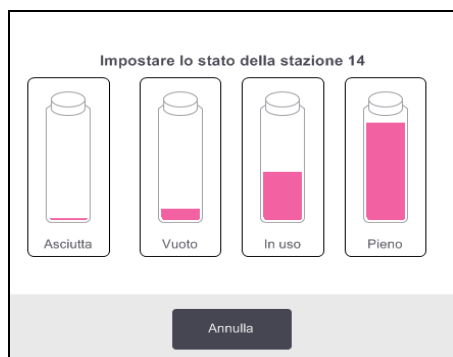 Impostare lo stato della stazione 14
Asciutta
Vuoto
In uso
Pieno
Annulla